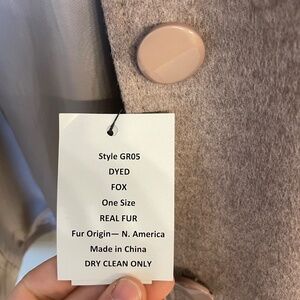 Style GR05
DYED
FOX
One Size
REAL FUR
Fur Origin— N. America
Made in China
DRY CLEAN ONLY